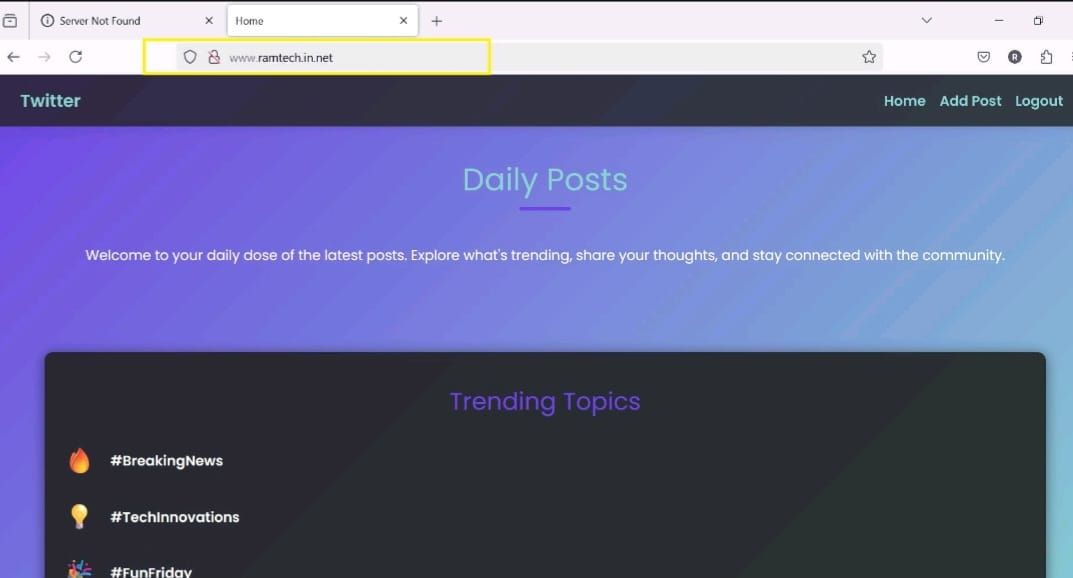 Server Not Found
Home
www.ramtech.in.net
R
Twitter
Home Add Post Logout
Daily Posts
Welcome to your daily dose of the latest posts. Explore what's trending, share your thoughts, and stay connected with the community.
Trending Topics
#BreakingNews
#TechInnovations
#FunFriday